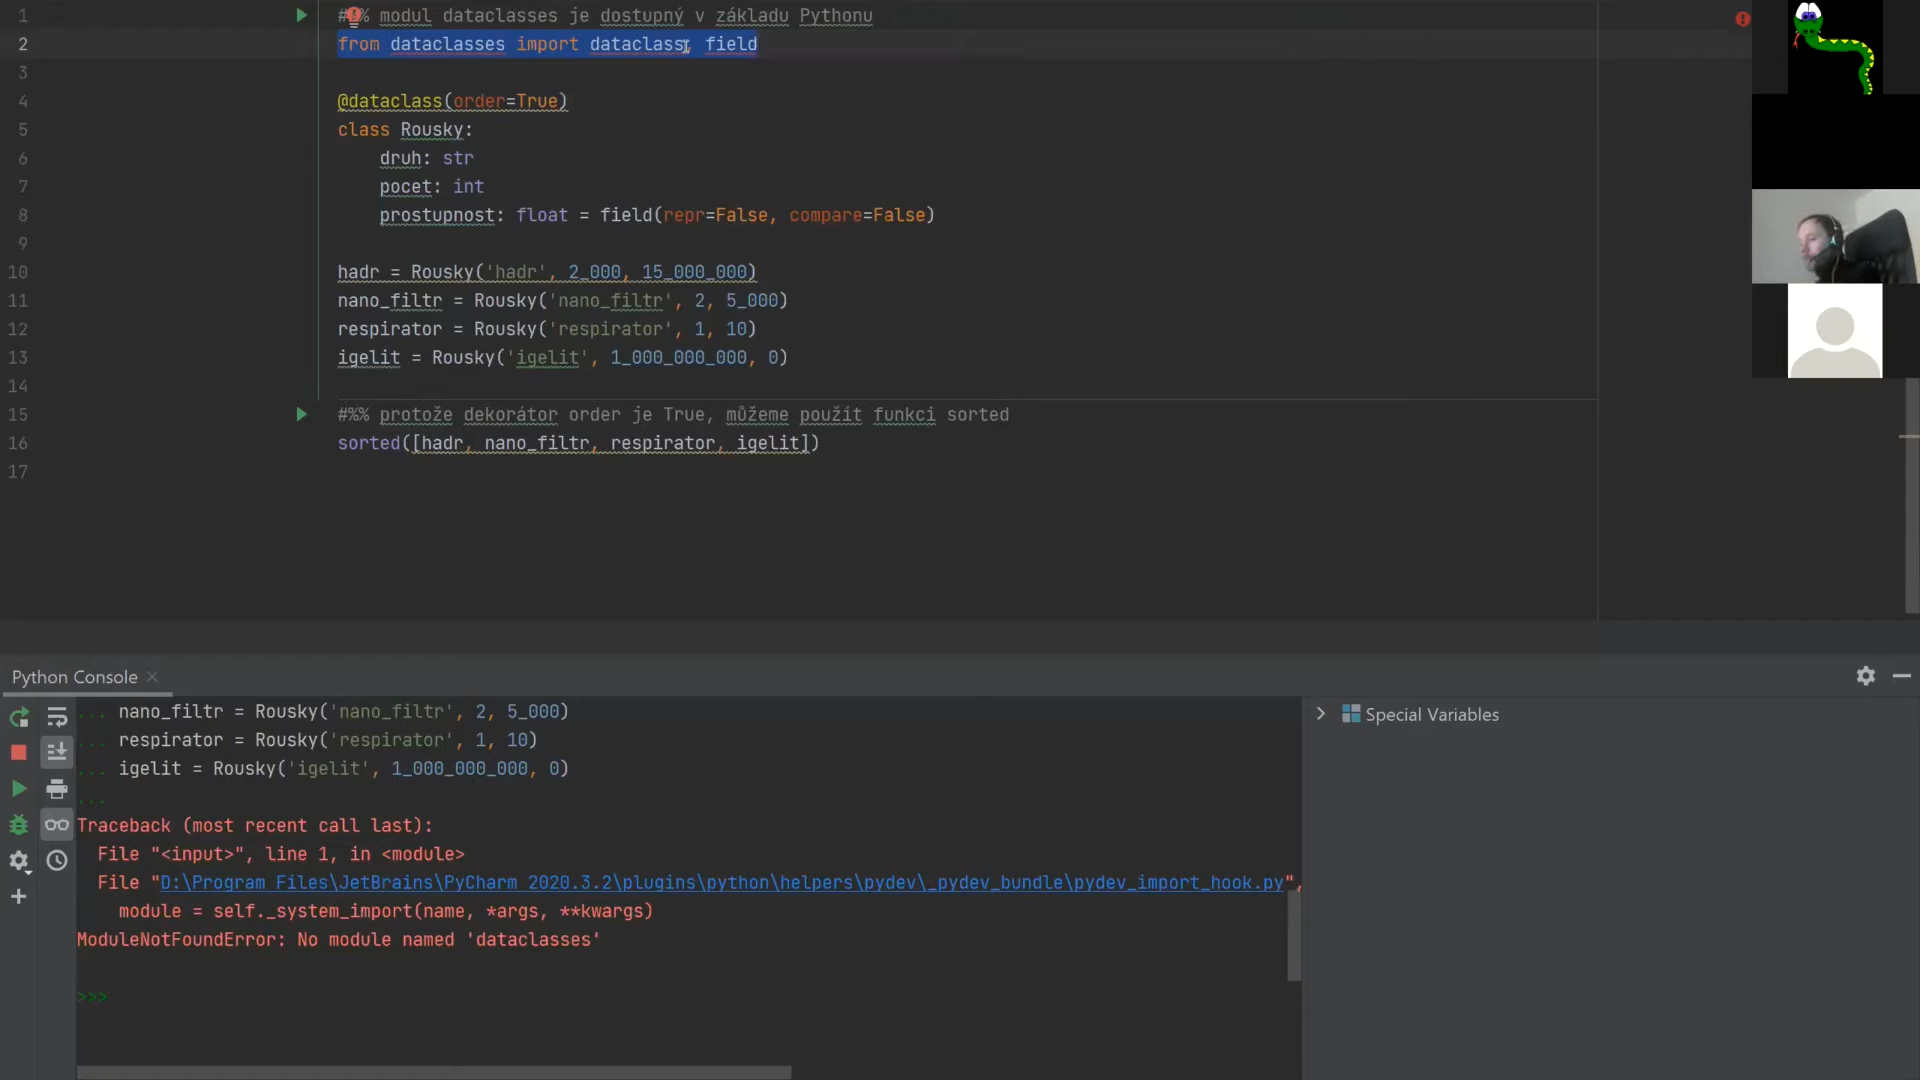 1 #%% modul dataclasses je dostupný v základu Pythonu
2 from dataclasses import dataclass, field
3
4 @dataclass(order=True)
5 class Rousky:
6 druh: str
7 pocet: int
8 prostupnost: float = field(repr=False, compare=False)
9
10 hadr = Rousky('hadr', 2_000, 15_000_000)
11 nano_filtr = Rousky('nano_filtr', 2, 5_000)
12 respirator = Rousky('respirator', 1, 10)
13 igelit = Rousky('igelit', 1_000_000_000, 0)
14
15 #%% protože dekorátor order je True, můžeme použít funkci sorted
16 sorted([hadr, nano_filtr, respirator, igelit])
17
Python Console
... nano_filtr = Rousky('nano_filtr', 2, 5_000)
... respirator = Rousky('respirator', 1, 10)
... igelit = Rousky('igelit', 1_000_000_000, 0)
...
Traceback (most recent call last):
File "<input>", line 1, in <module>
File "D:\Program Files\JetBrains\PyCharm 2020.3.2\plugins\python\helpers\pydev\_pydev_bundle\pydev_import_hook.py",
module = self._system_import(name, *args, **kwargs)
ModuleNotFoundError: No module named 'dataclasses'
>>>
Special Variables